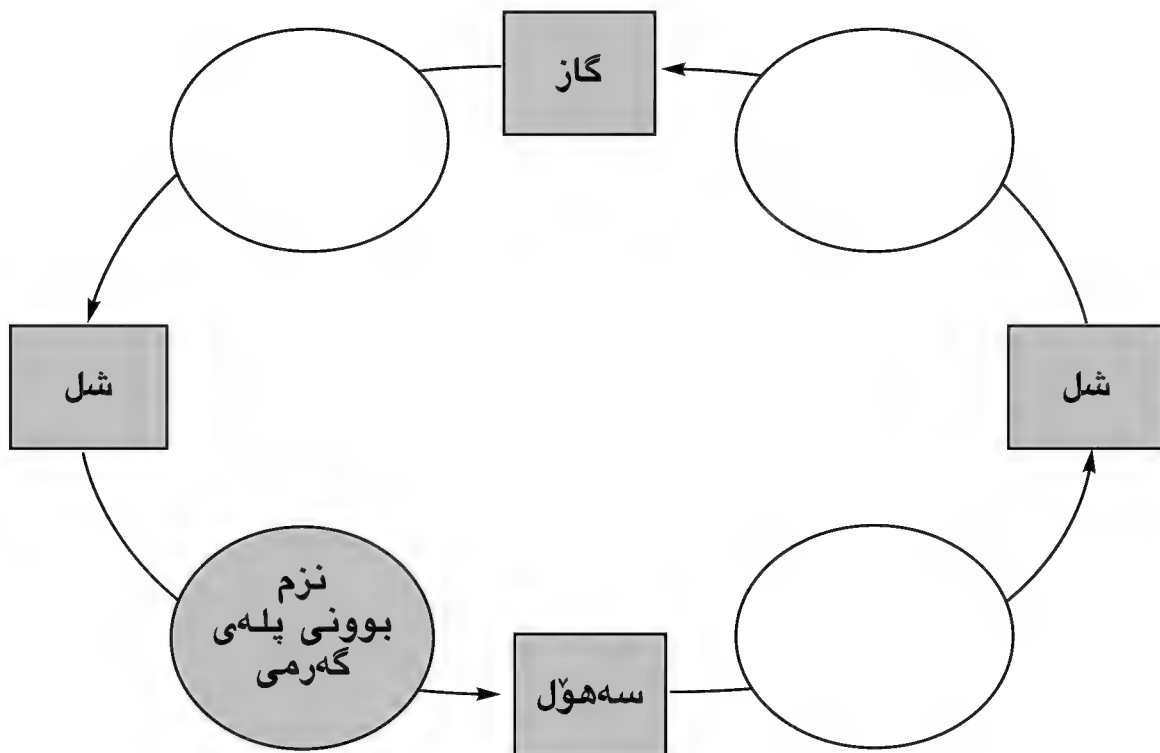 گاز
شل
شل
نزم
بوونی پلەی
گەرمی
سەهۆڵ